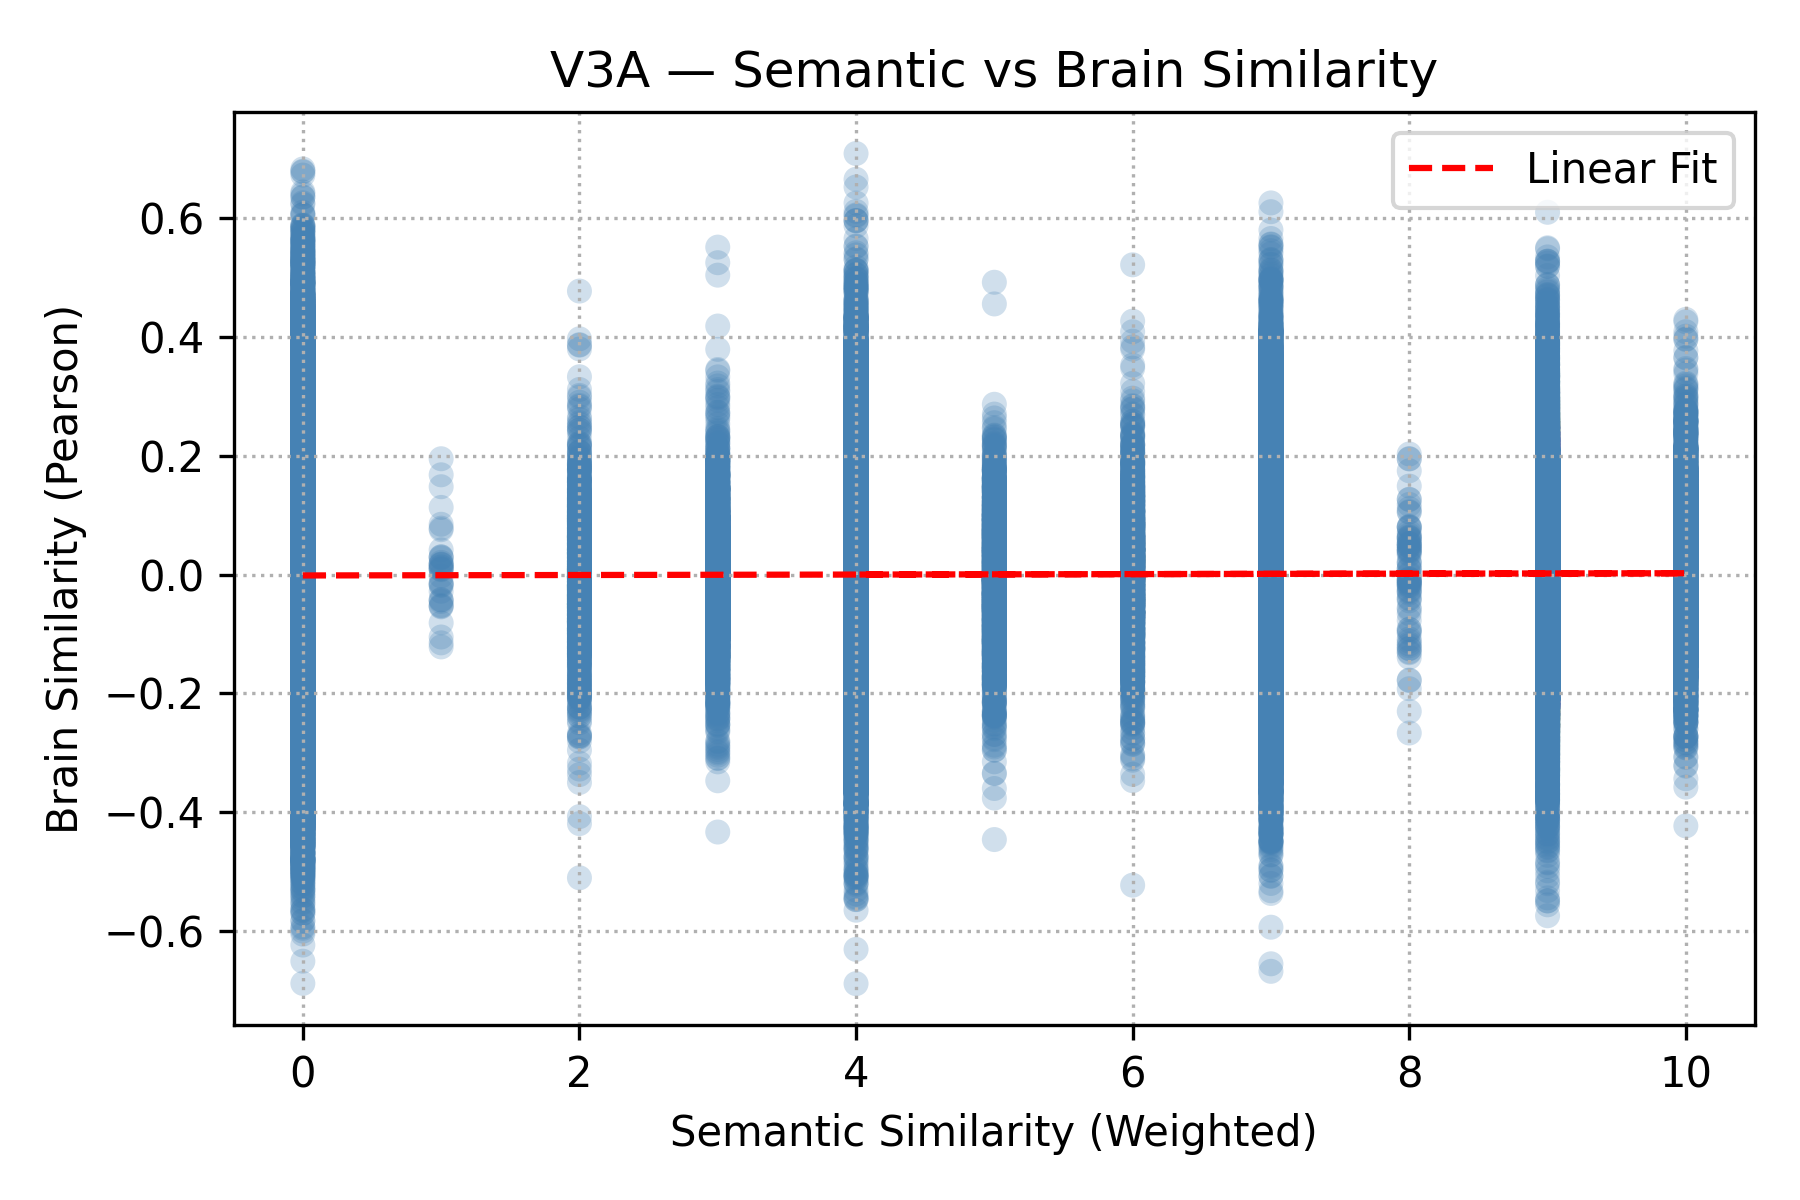 V3A — Semantic vs Brain Similarity
Linear Fit
Brain Similarity (Pearson)
0.6
0.4
0.2
0.0
−0.2
−0.4
−0.6
0 2 4 6 8 10
Semantic Similarity (Weighted)